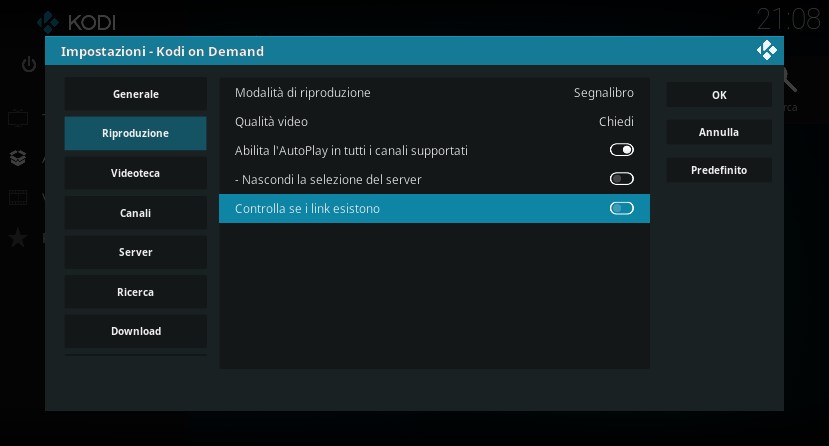 KODI
21:08
Impostazioni - Kodi on Demand
Generale
Riproduzione
Videoteca
Canali
Server
Ricerca
Download
Modalità di riproduzione Segnalibro
Qualità video Chiedi
Abilita l'AutoPlay in tutti i canali supportati
- Nascondi la selezione del server
Controlla se i link esistono
OK
Annulla
Predefinito